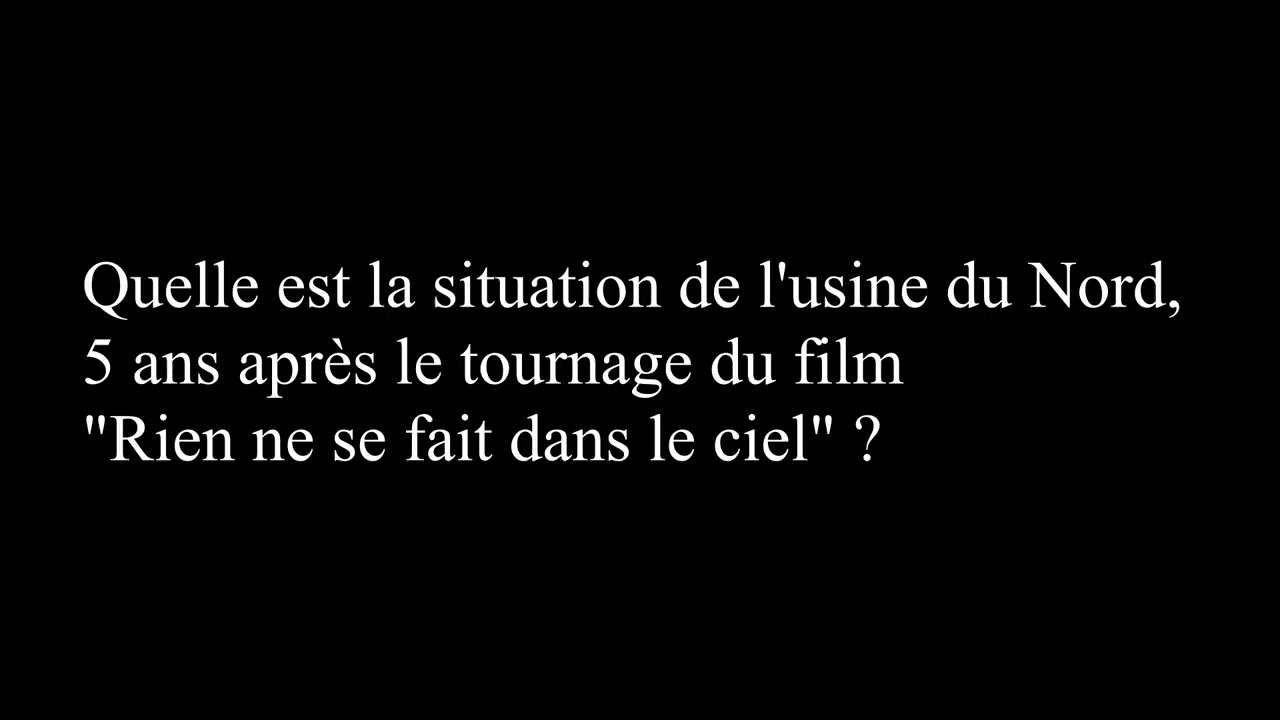 Quelle est la situation de l'usine du Nord,
5 ans après le tournage du film
"Rien ne se fait dans le ciel" ?